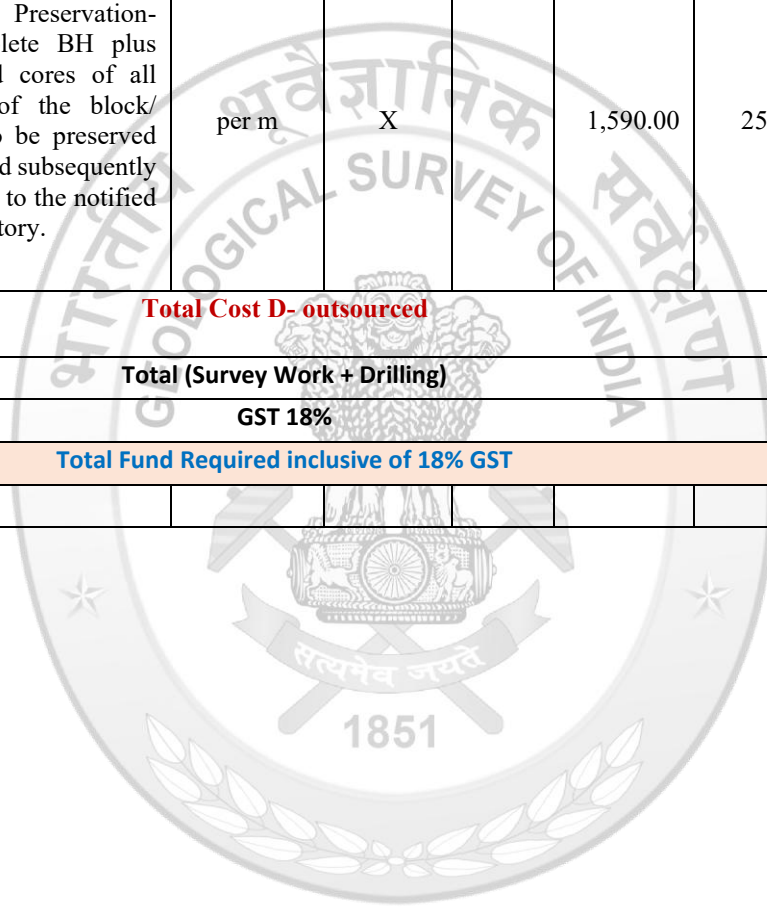 Preservation-
lete BH plus
d cores of all
of the block/
o be preserved
d subsequently
to the notified
tory.
per m X 1,590.00 25
Total Cost D- outsourced
Total (Survey Work + Drilling)
GST 18%
Total Fund Required inclusive of 18% GST
भारतीय भूवैज्ञानिक सर्वेक्षण
GEOLOGICAL SURVEY OF INDIA
सत्यमेव जयते
1851